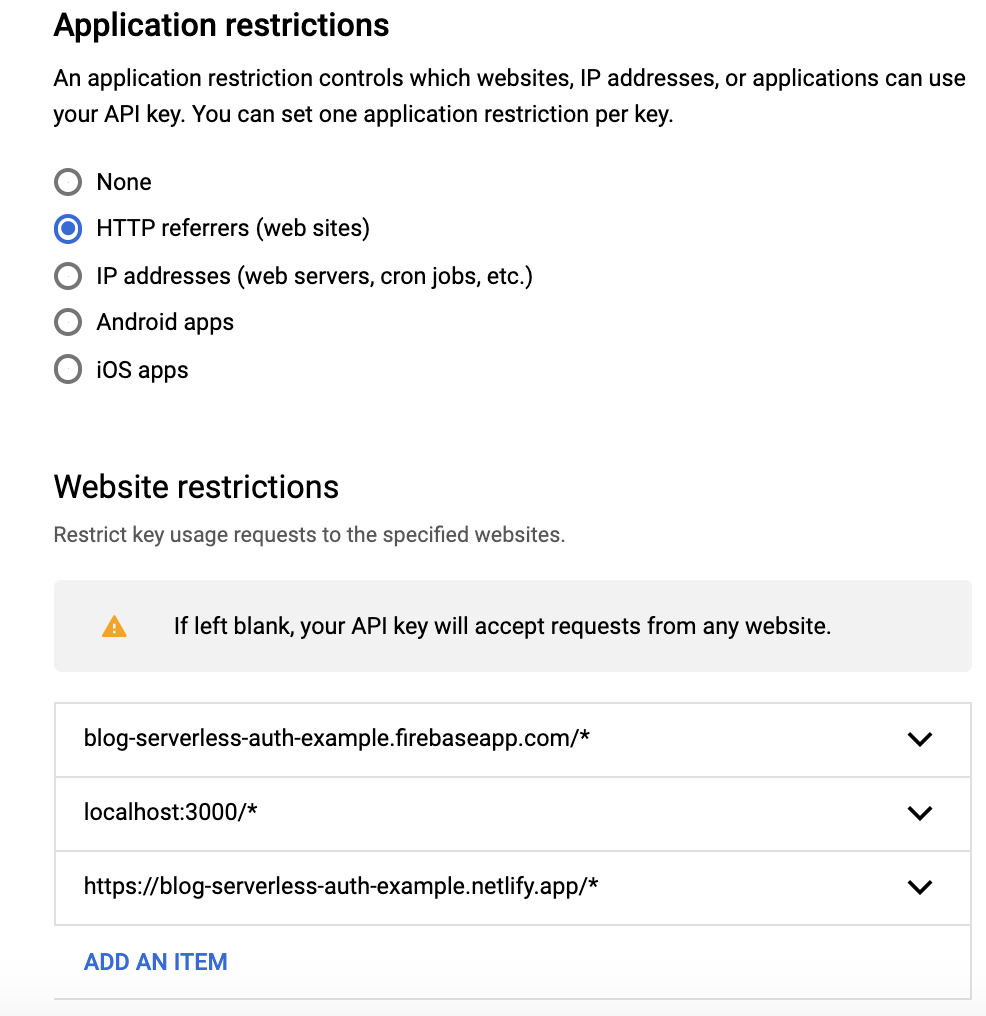 Application restrictions
An application restriction controls which websites, IP addresses, or applications can use
your API key. You can set one application restriction per key.
None
HTTP referrers (web sites)
IP addresses (web servers, cron jobs, etc.)
Android apps
iOS apps
Website restrictions
Restrict key usage requests to the specified websites.
If left blank, your API key will accept requests from any website.
blog-serverless-auth-example.firebaseapp.com/*
localhost:3000/*
https://blog-serverless-auth-example.netlify.app/*
ADD AN ITEM